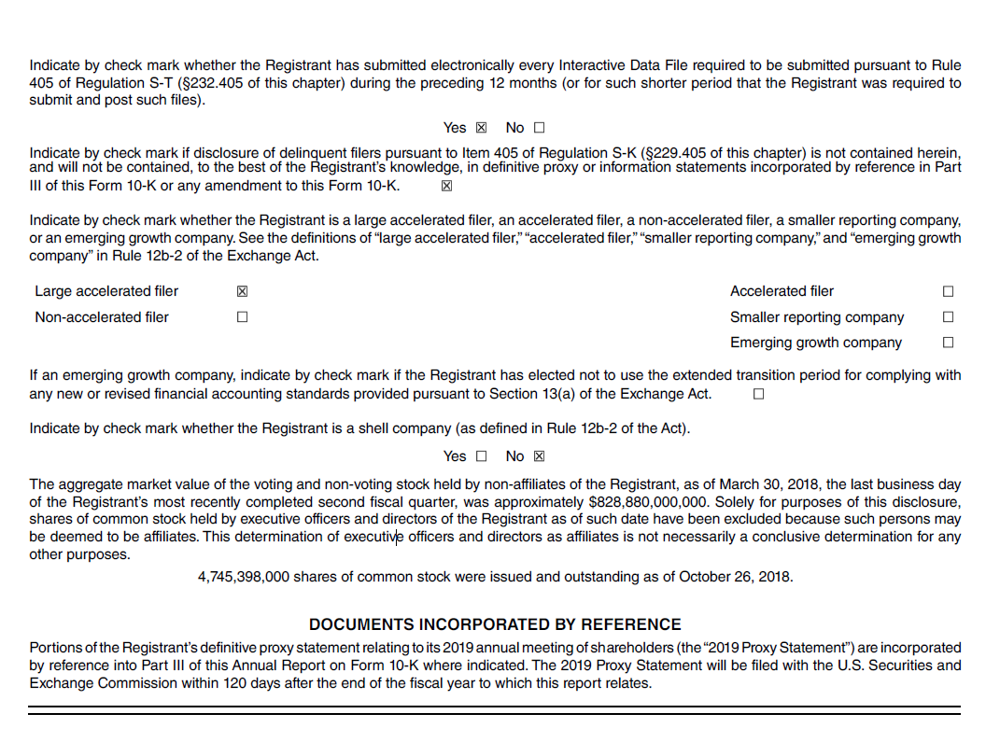 Indicate by check mark whether the Registrant has submitted electronically every Interactive Data File required to be submitted pursuant to Rule
405 of Regulation S-T (§232.405 of this chapter) during the preceding 12 months (or for such shorter period that the Registrant was required to
submit and post such files).
Yes ☒ No ☐
Indicate by check mark if disclosure of delinquent filers pursuant to Item 405 of Regulation S-K (§229.405 of this chapter) is not contained herein,
and will not be contained, to the best of the Registrant’s knowledge, in definitive proxy or information statements incorporated by reference in Part
III of this Form 10-K or any amendment to this Form 10-K. ☒
Indicate by check mark whether the Registrant is a large accelerated filer, an accelerated filer, a non-accelerated filer, a smaller reporting company,
or an emerging growth company. See the definitions of “large accelerated filer,” “accelerated filer,” “smaller reporting company,” and “emerging growth
company” in Rule 12b-2 of the Exchange Act.
Large accelerated filer ☒ Accelerated filer ☐
Non-accelerated filer ☐ Smaller reporting company ☐
Emerging growth company ☐
If an emerging growth company, indicate by check mark if the Registrant has elected not to use the extended transition period for complying with
any new or revised financial accounting standards provided pursuant to Section 13(a) of the Exchange Act. ☐
Indicate by check mark whether the Registrant is a shell company (as defined in Rule 12b-2 of the Act).
Yes ☐ No ☒
The aggregate market value of the voting and non-voting stock held by non-affiliates of the Registrant, as of March 30, 2018, the last business day
of the Registrant’s most recently completed second fiscal quarter, was approximately $828,880,000,000. Solely for purposes of this disclosure,
shares of common stock held by executive officers and directors of the Registrant as of such date have been excluded because such persons may
be deemed to be affiliates. This determination of executive officers and directors as affiliates is not necessarily a conclusive determination for any
other purposes.
4,745,398,000 shares of common stock were issued and outstanding as of October 26, 2018.
DOCUMENTS INCORPORATED BY REFERENCE
Portions of the Registrant’s definitive proxy statement relating to its 2019 annual meeting of shareholders (the “2019 Proxy Statement”) are incorporated
by reference into Part III of this Annual Report on Form 10-K where indicated. The 2019 Proxy Statement will be filed with the U.S. Securities and
Exchange Commission within 120 days after the end of the fiscal year to which this report relates.